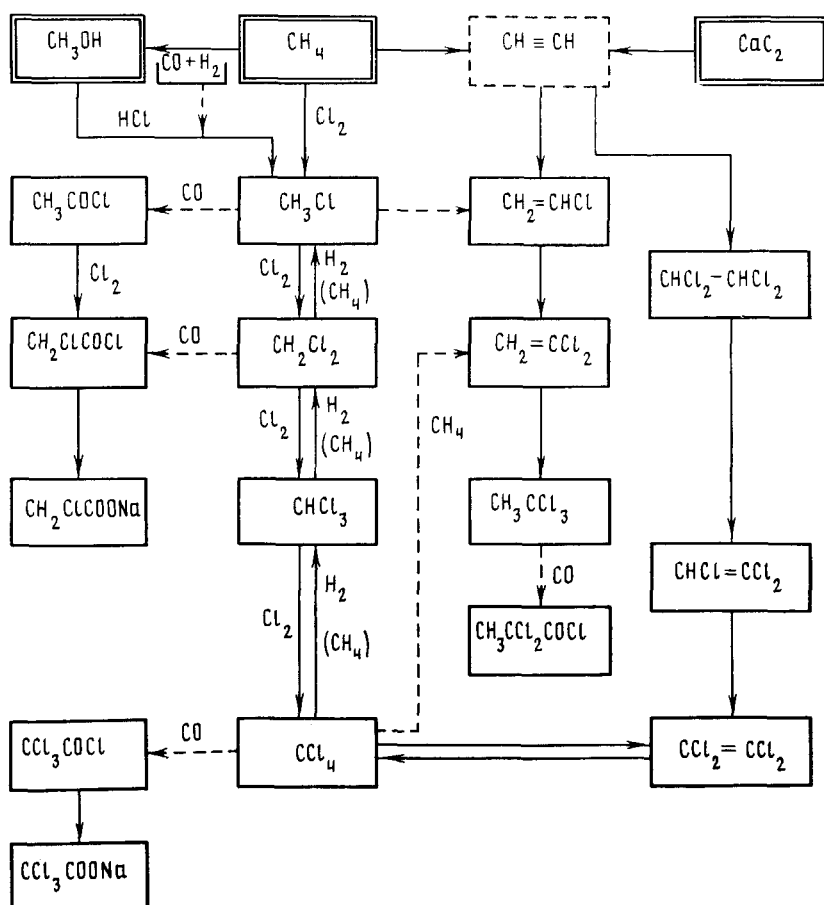 CH₃OH
CH₄
CH ≡ CH
CaC₂
CO + H₂
HCl
Cl₂
CH₃COCl
CO
CH₃Cl
CH₂=CHCl
Cl₂
Cl₂
H₂
(CH₄)
CHCl₂–CHCl₂
CH₂ClCOCl
CO
CH₂Cl₂
CH₂=CCl₂
Cl₂
H₂
(CH₄)
CH₄
CH₂ClCOONa
CHCl₃
CH₃CCl₃
CHCl=CCl₂
Cl₂
H₂
(CH₄)
CO
CH₃CCl₂COCl
CCl₃COCl
CO
CCl₄
CCl₂=CCl₂
CCl₃COONa